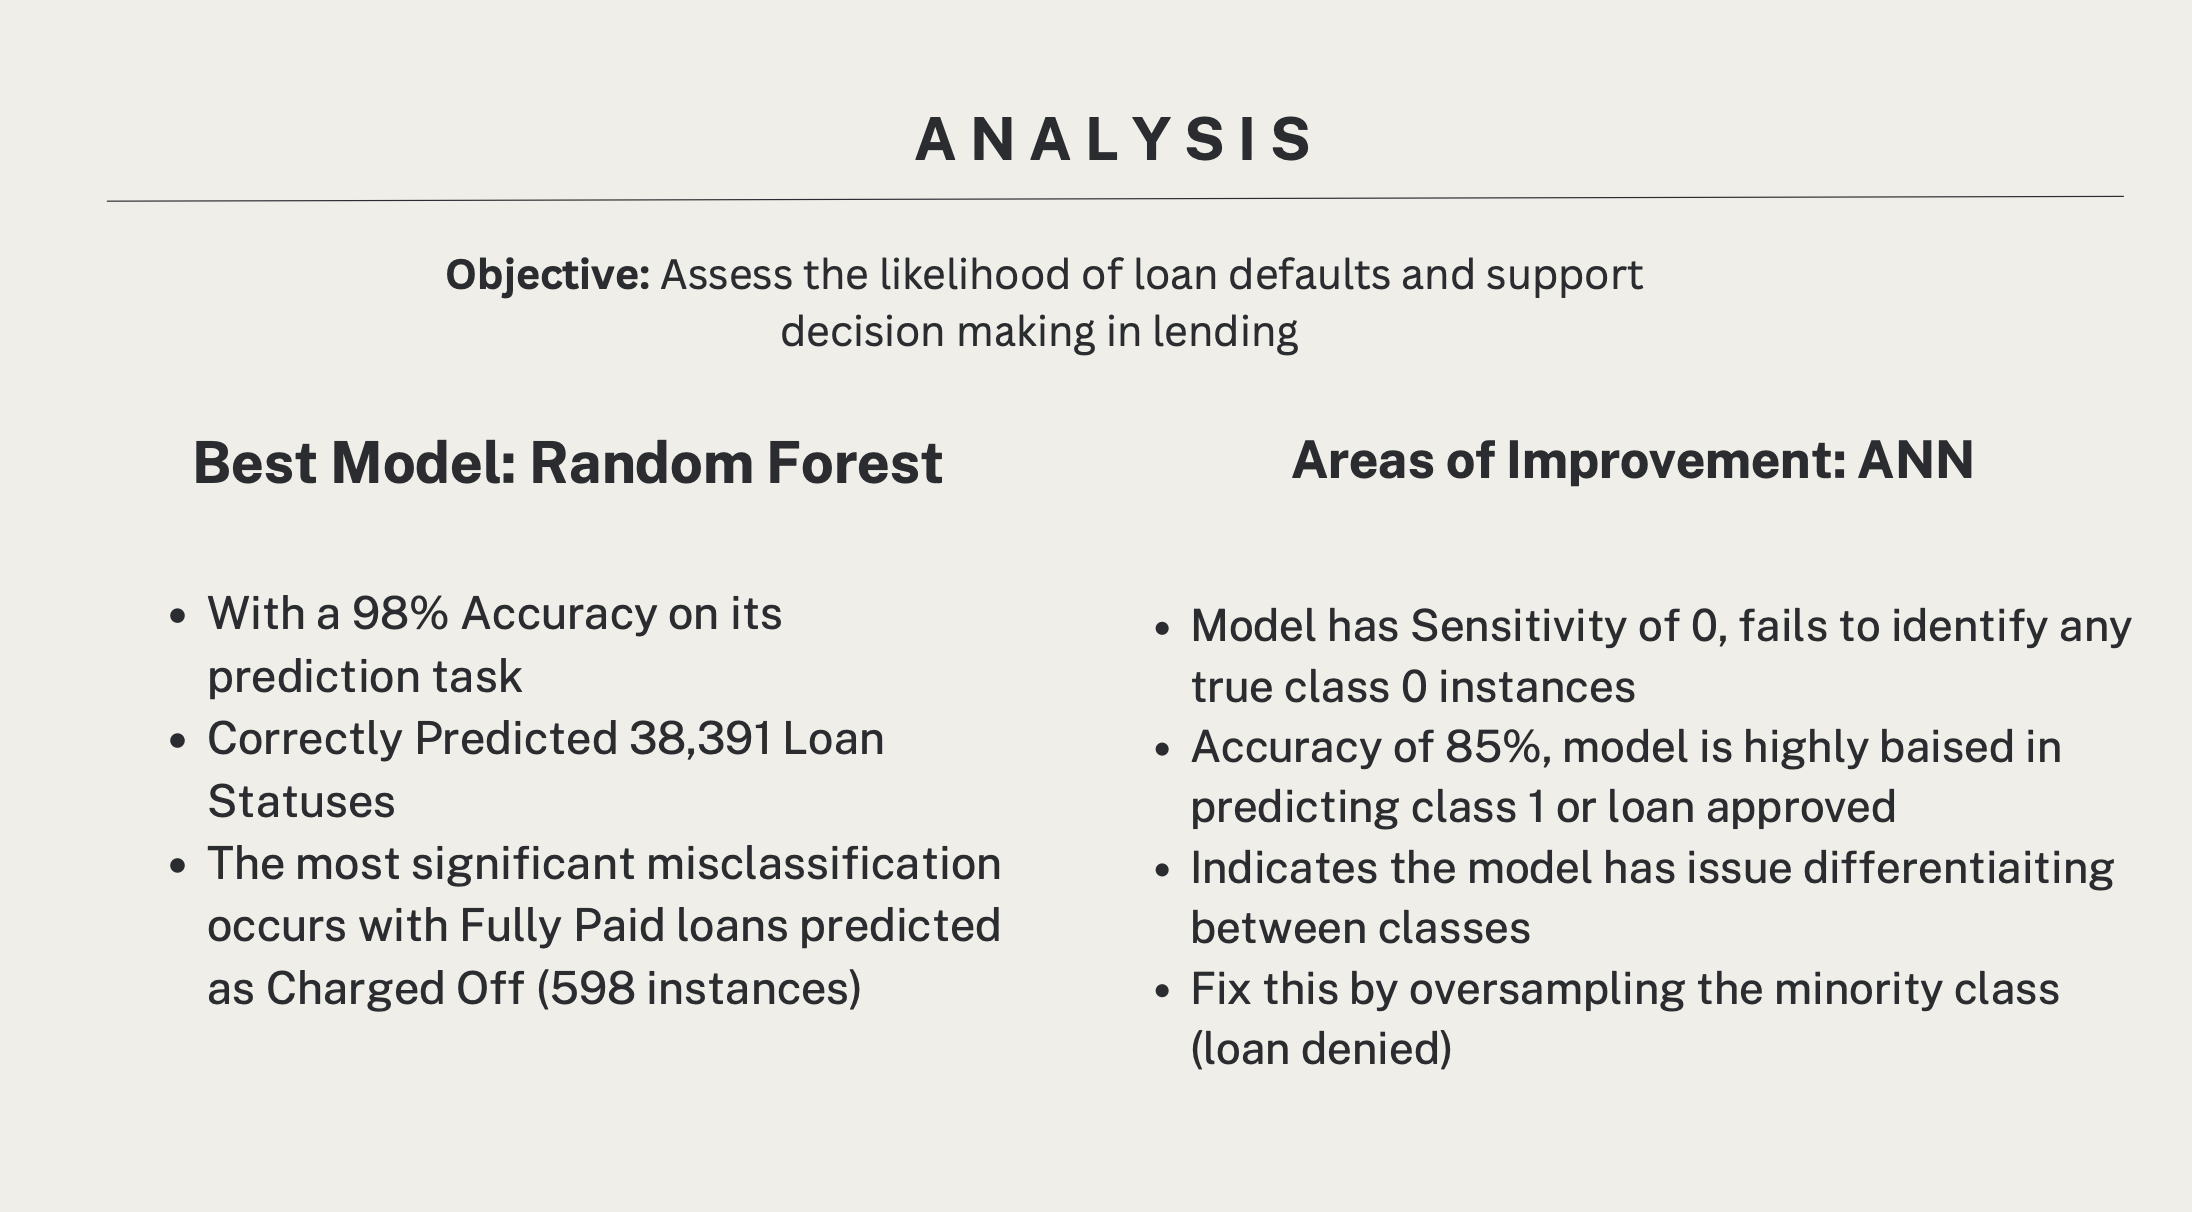 ANALYSIS
Objective: Assess the likelihood of loan defaults and support
decision making in lending
Best Model: Random Forest
• With a 98% Accuracy on its
prediction task
• Correctly Predicted 38,391 Loan
Statuses
• The most significant misclassification
occurs with Fully Paid loans predicted
as Charged Off (598 instances)
Areas of Improvement: ANN
• Model has Sensitivity of 0, fails to identify any
true class 0 instances
• Accuracy of 85%, model is highly baised in
predicting class 1 or loan approved
• Indicates the model has issue differentiaiting
between classes
• Fix this by oversampling the minority class
(loan denied)